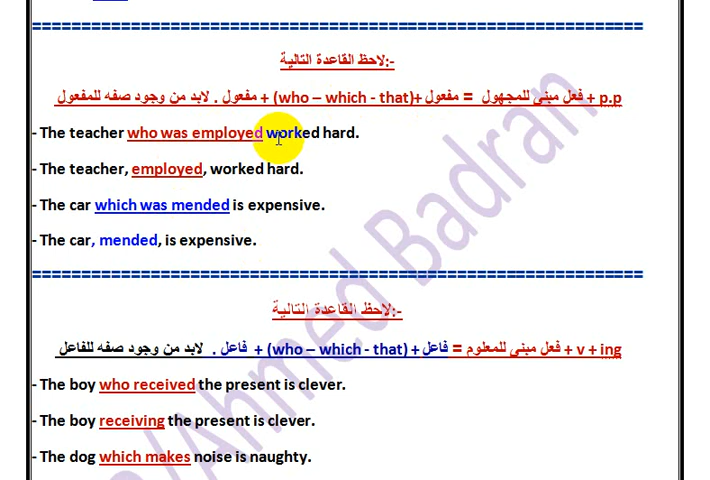 لاحظ القاعدة التالية:-
p.p + فعل مبنى للمجهول = مفعول +(who – which - that) + مفعول . لابد من وجود صفه للمفعول
- The teacher who was employed worked hard.
- The teacher, employed, worked hard.
- The car which was mended is expensive.
- The car, mended, is expensive.
لاحظ القاعدة التالية:-
v + ing + فعل مبنى للمعلوم = فاعل + (who – which - that) + فاعل . لابد من وجود صفه للفاعل
- The boy who received the present is clever.
- The boy receiving the present is clever.
- The dog which makes noise is naughty.
/Ahmed Badran